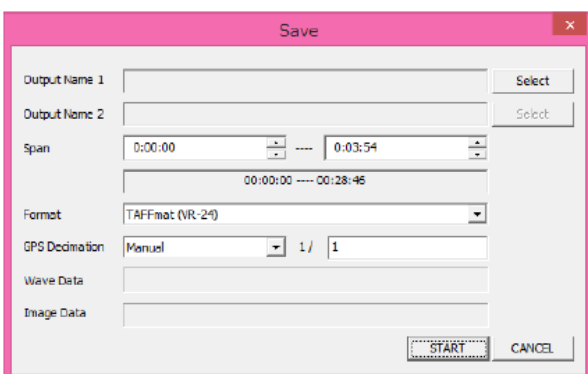 Save
Output Name 1 Select
Output Name 2 Select
Span 0:00:00 ---- 0:03:54
00:00:00 ---- 00:28:46
Format TAFFmat (VR-24)
GPS Decimation Manual 1 / 1
Wave Data
Image Data
START CANCEL